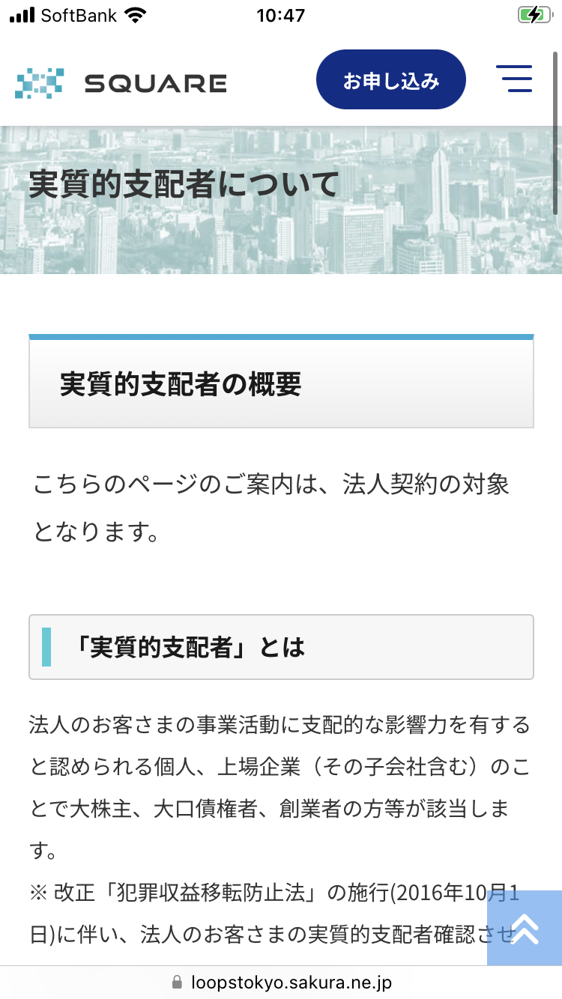 SoftBank 10:47
SQUARE お申し込み
実質的支配者について
実質的支配者の概要
こちらのページのご案内は、法人契約の対象
となります。
「実質的支配者」とは
法人のお客さまの事業活動に支配的な影響力を有する
と認められる個人、上場企業（その子会社含む）のこ
とで大株主、大口債権者、創業者の方等が該当しま
す。
※ 改正「犯罪収益移転防止法」の施行(2016年10月1
日)に伴い、法人のお客さまの実質的支配者確認させ
loopstokyo.sakura.ne.jp